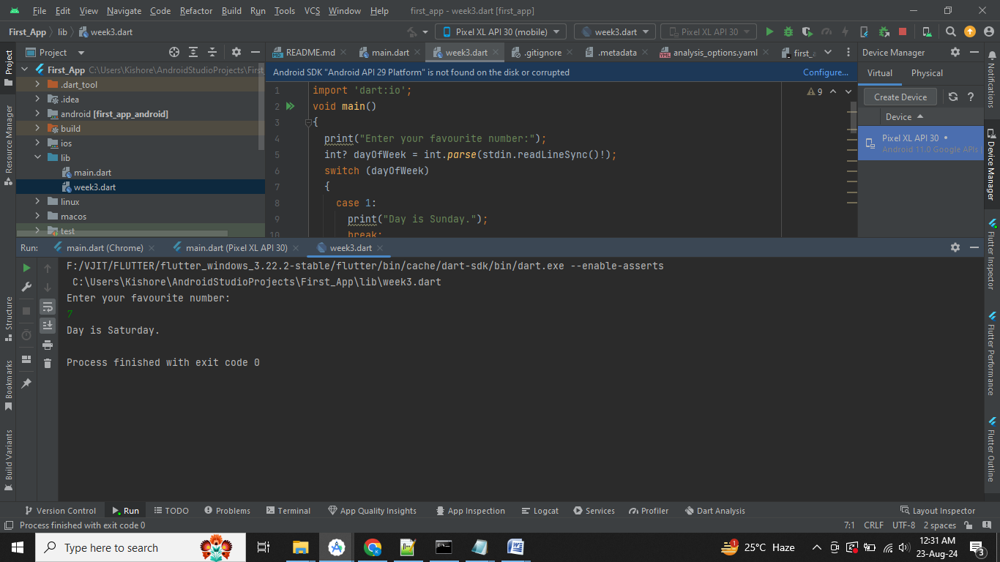 File Edit View Navigate Code Refactor Build Run Tools VCS Window Help first_app - week3.dart [first_app]
First_App lib week3.dart Pixel XL API 30 (mobile) week3.dart Pixel XL API 30
Project README.md main.dart week3.dart .gitignore .metadata analysis_options.yaml first_ Device Manager
First_App C:\Users\Kishore\AndroidStudioProjects\First_
.dart_tool
.idea
android [first_app_android]
build
ios
lib
main.dart
week3.dart
linux
macos
test
Android SDK "Android API 29 Platform" is not found on the disk or corrupted Configure...
9
1 import 'dart:io';
2 void main()
3 {
4 print("Enter your favourite number:");
5 int? dayOfWeek = int.parse(stdin.readLineSync()!);
6 switch (dayOfWeek)
7 {
8 case 1:
9 print("Day is Sunday.");
10 break;
Virtual Physical
Create Device ?
Device
Pixel XL API 30
Android 11.0 Google APIs
Project
Resource Manager
Structure
Bookmarks
Build Variants
Notifications
Device Manager
Flutter Inspector
Flutter Performance
Flutter Outline
Run: main.dart (Chrome) main.dart (Pixel XL API 30) week3.dart
F:/VJIT/FLUTTER/flutter_windows_3.22.2-stable/flutter/bin/cache/dart-sdk/bin/dart.exe --enable-asserts
C:\Users\Kishore\AndroidStudioProjects\First_App\lib\week3.dart
Enter your favourite number:
7
Day is Saturday.
Process finished with exit code 0
Version Control Run TODO Problems Terminal App Quality Insights App Inspection Logcat Services Profiler Dart Analysis Layout Inspector
Process finished with exit code 0 7:1 CRLF UTF-8 2 spaces
Type here to search 1 25°C Haze 12:31 AM
23-Aug-24 3